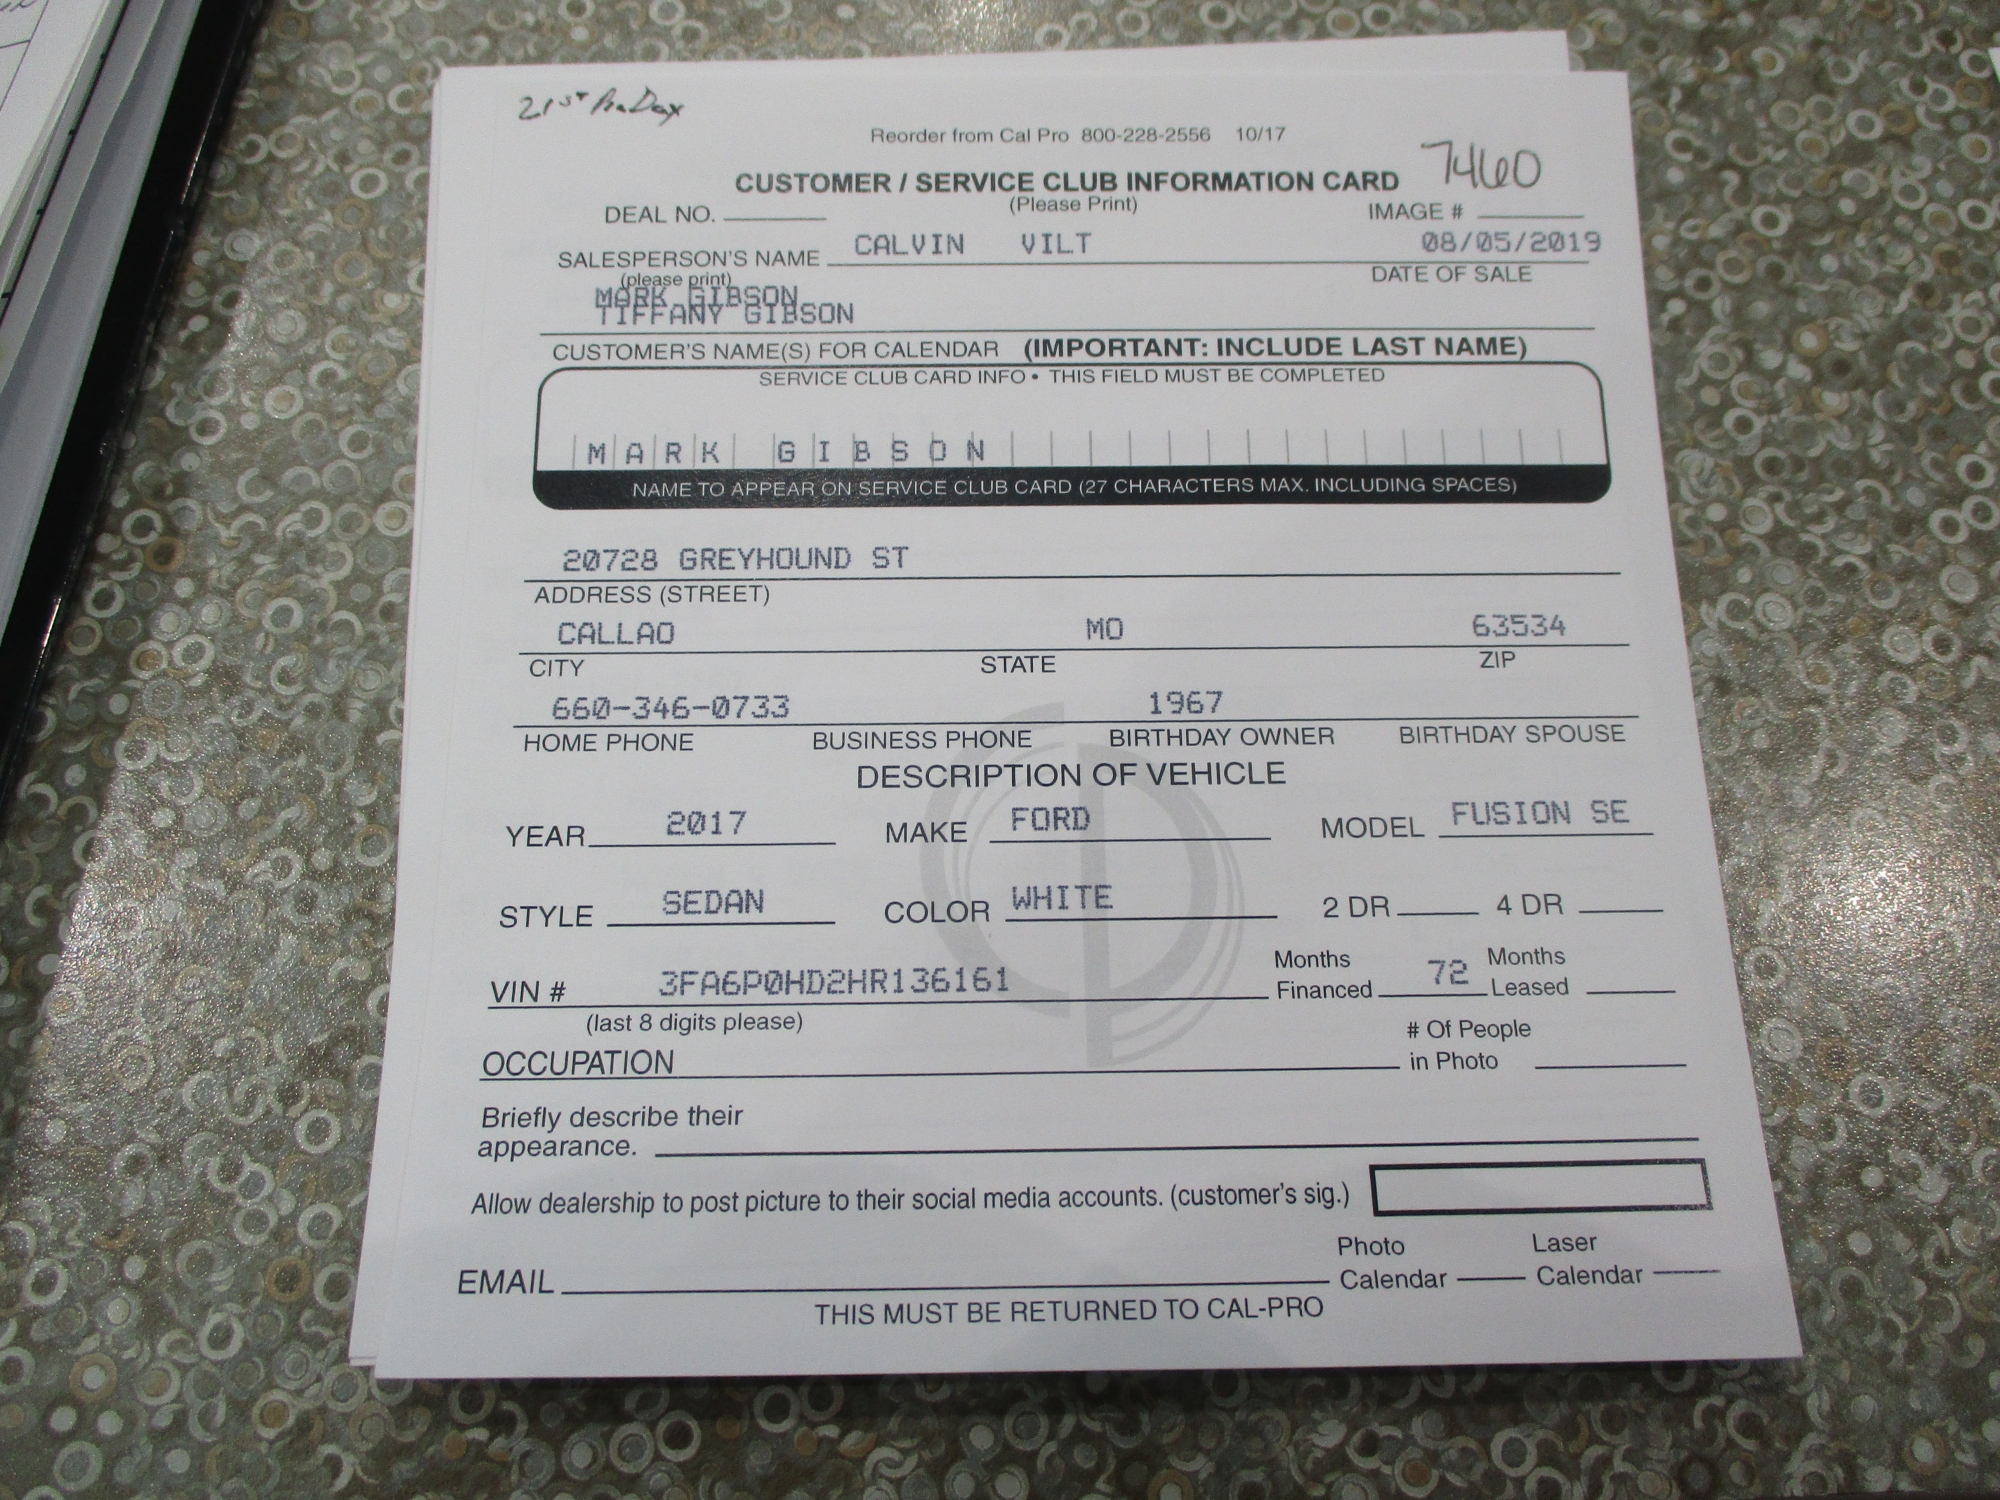 21st
Reorder from Cal Pro 800-228-2556 10/17
7460
CUSTOMER / SERVICE CLUB INFORMATION CARD
(Please Print)
DEAL NO. IMAGE #
SALESPERSON'S NAME CALVIN VILT 08/05/2019
(please print) DATE OF SALE
MARK GIBSON
TIFFANY GIBSON
CUSTOMER'S NAME(S) FOR CALENDAR (IMPORTANT: INCLUDE LAST NAME)
SERVICE CLUB CARD INFO • THIS FIELD MUST BE COMPLETED
MARK GIBSON
NAME TO APPEAR ON SERVICE CLUB CARD (27 CHARACTERS MAX. INCLUDING SPACES)
20728 GREYHOUND ST
ADDRESS (STREET)
CALLAO MO 63534
CITY STATE ZIP
660-346-0733 1967
HOME PHONE BUSINESS PHONE BIRTHDAY OWNER BIRTHDAY SPOUSE
DESCRIPTION OF VEHICLE
YEAR 2017 MAKE FORD MODEL FUSION SE
STYLE SEDAN COLOR WHITE 2 DR 4 DR
VIN # 3FA6P0HD2HR136161 Months Financed 72 Months Leased
(last 8 digits please)
OCCUPATION # Of People in Photo
Briefly describe their
appearance.
Allow dealership to post picture to their social media accounts. (customer's sig.)
EMAIL Photo Calendar Laser Calendar
THIS MUST BE RETURNED TO CAL-PRO